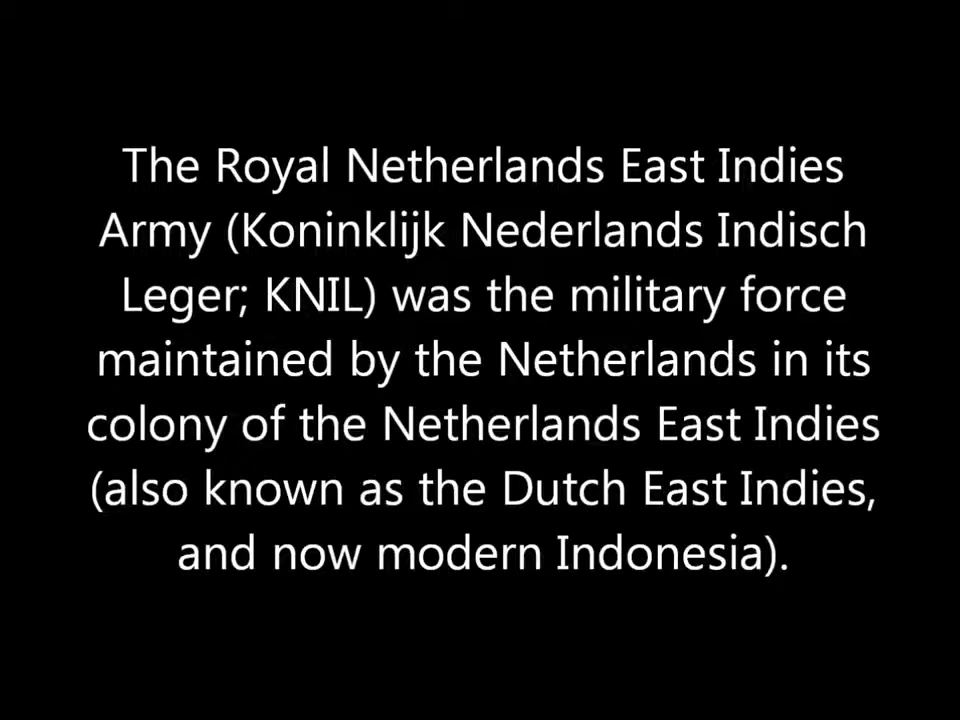 The Royal Netherlands East Indies
Army (Koninklijk Nederlands Indisch
Leger; KNIL) was the military force
maintained by the Netherlands in its
colony of the Netherlands East Indies
(also known as the Dutch East Indies,
and now modern Indonesia).